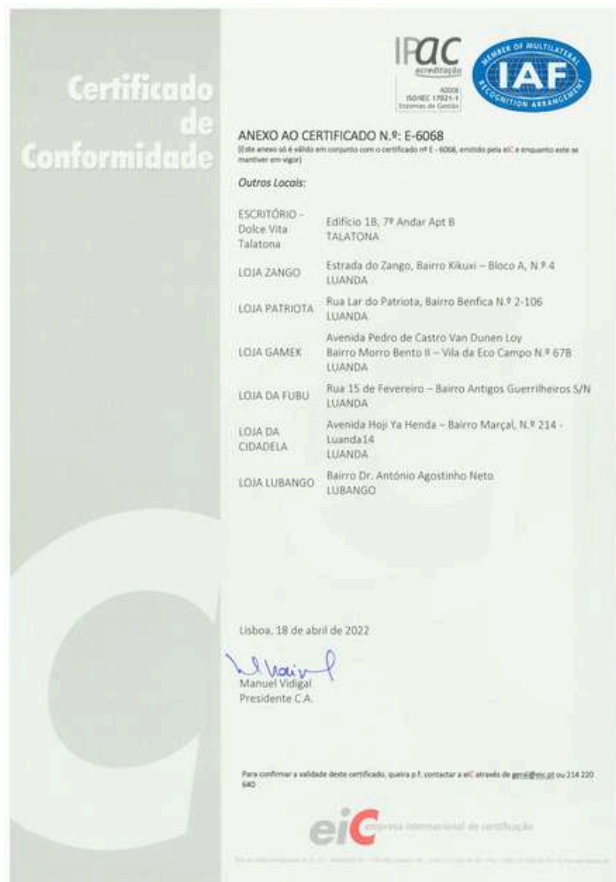 Certificado
de
Conformidade
IPac
acreditação
A0008
ISO/IEC 17021-1
Sistemas de Gestão
MEMBER OF MULTILATERAL
IAF
RECOGNITION ARRANGEMENT
ANEXO AO CERTIFICADO N.º: E-6068
(Este anexo só é válido em conjunto com o certificado nº E - 6068, emitido pela eiC e enquanto este se
mantiver em vigor)
Outros Locais:
ESCRITÓRIO -
Dolce Vita
Talatona
Edifício 1B, 7º Andar Apt B
TALATONA
LOJA ZANGO
Estrada do Zango, Bairro Kikuxi – Bloco A, N.º 4
LUANDA
LOJA PATRIOTA
Rua Lar do Patriota, Bairro Benfica N.º 2-106
LUANDA
LOJA GAMEK
Avenida Pedro de Castro Van Dunen Loy
Bairro Morro Bento II – Vila da Eco Campo N.º 67B
LUANDA
LOJA DA FUBU
Rua 15 de Fevereiro – Bairro Antigos Guerrilheiros S/N
LUANDA
LOJA DA
CIDADELA
Avenida Hoji Ya Henda – Bairro Marçal, N.º 214 -
Luanda14
LUANDA
LOJA LUBANGO
Bairro Dr. António Agostinho Neto
LUBANGO
Lisboa, 18 de abril de 2022
Manuel Vidigal
Presidente C.A.
Para confirmar a validade deste certificado, queira p.f. contactar a eiC através de geral@eic.pt ou 214 220
640
eiC empresa internacional de certificação